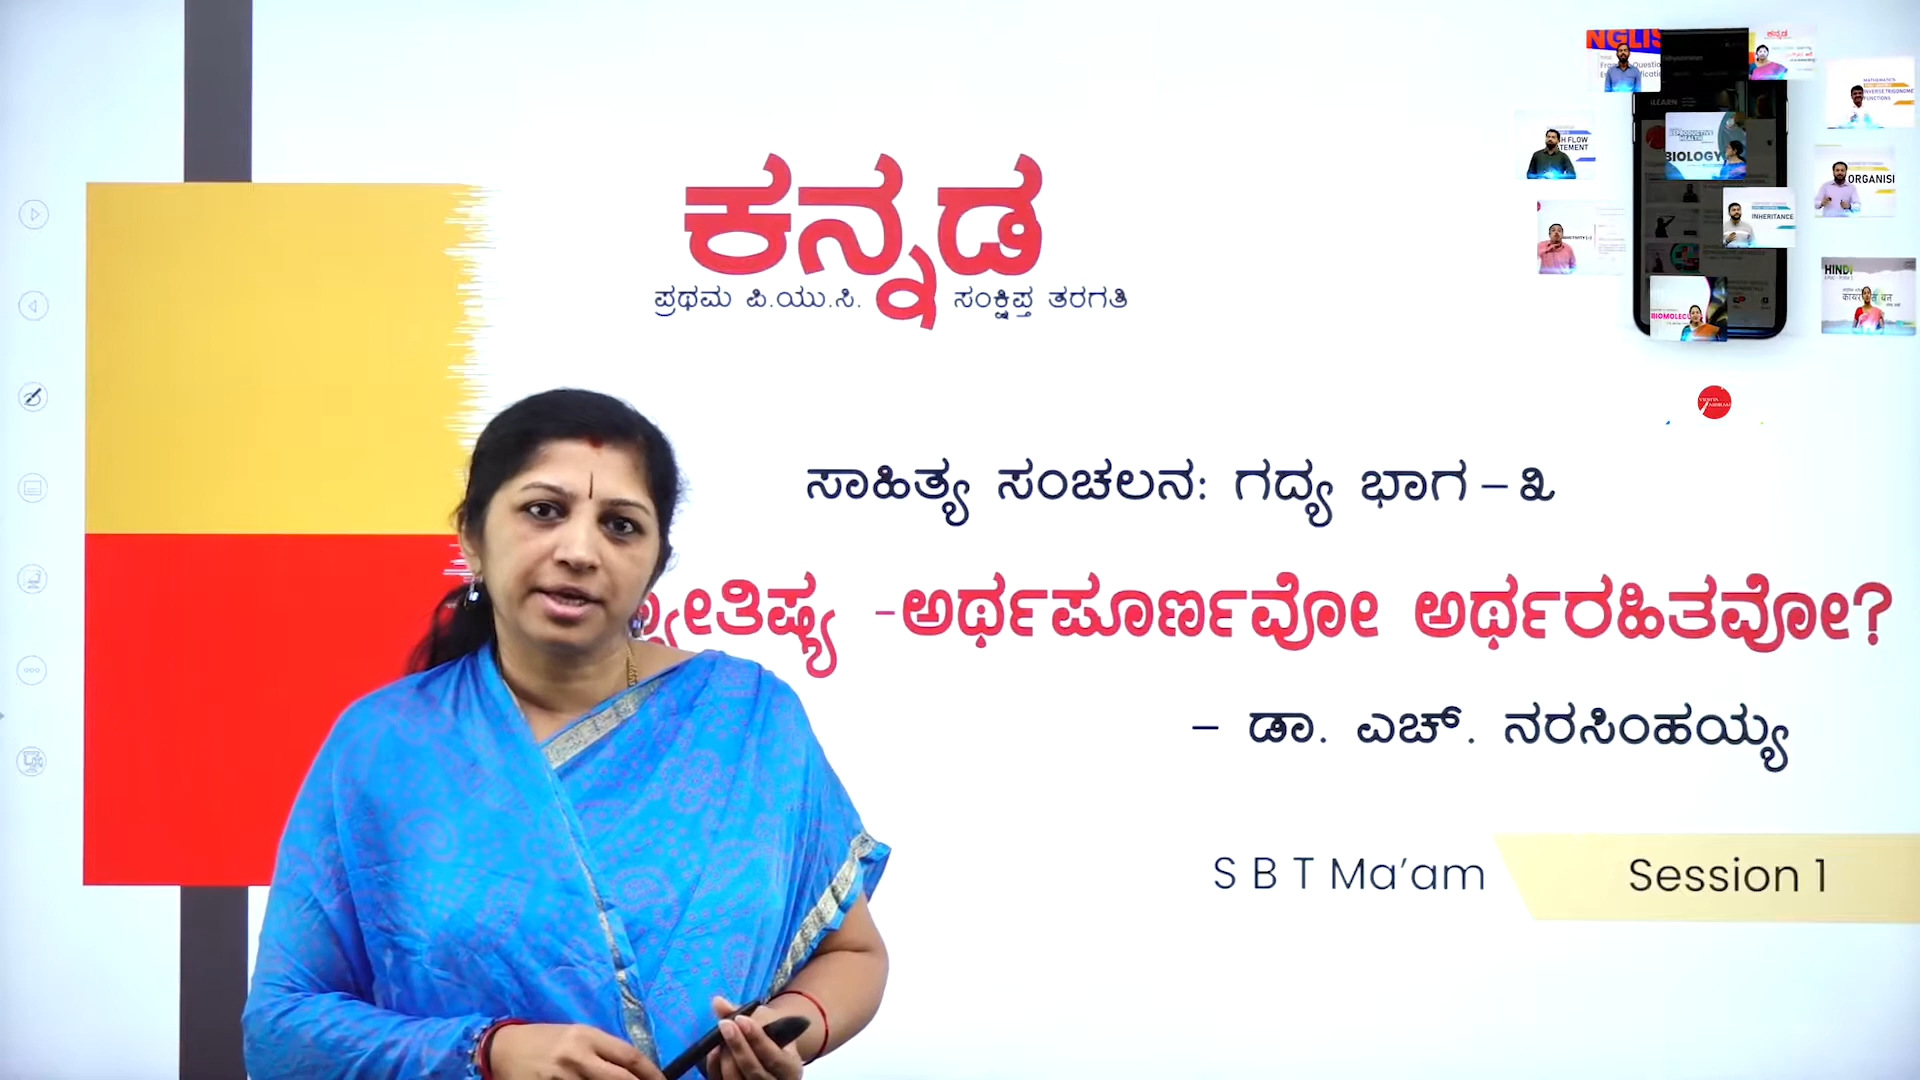 ಕನ್ನಡ
ಪ್ರಥಮ ಪಿ.ಯು.ಸಿ. ಸಂಕ್ಷಿಪ್ತ ತರಗತಿ
ಸಾಹಿತ್ಯ ಸಂಚಲನ: ಗದ್ಯ ಭಾಗ – ೩
-ಅರ್ಥಪೂರ್ಣವೋ ಅರ್ಥರಹಿತವೋ?
– ಡಾ. ಎಚ್. ನರಸಿಂಹಯ್ಯ
S B T Ma'am
Session 1
BIOLOGY
ORGANISI
INHERITANCE
HINDI